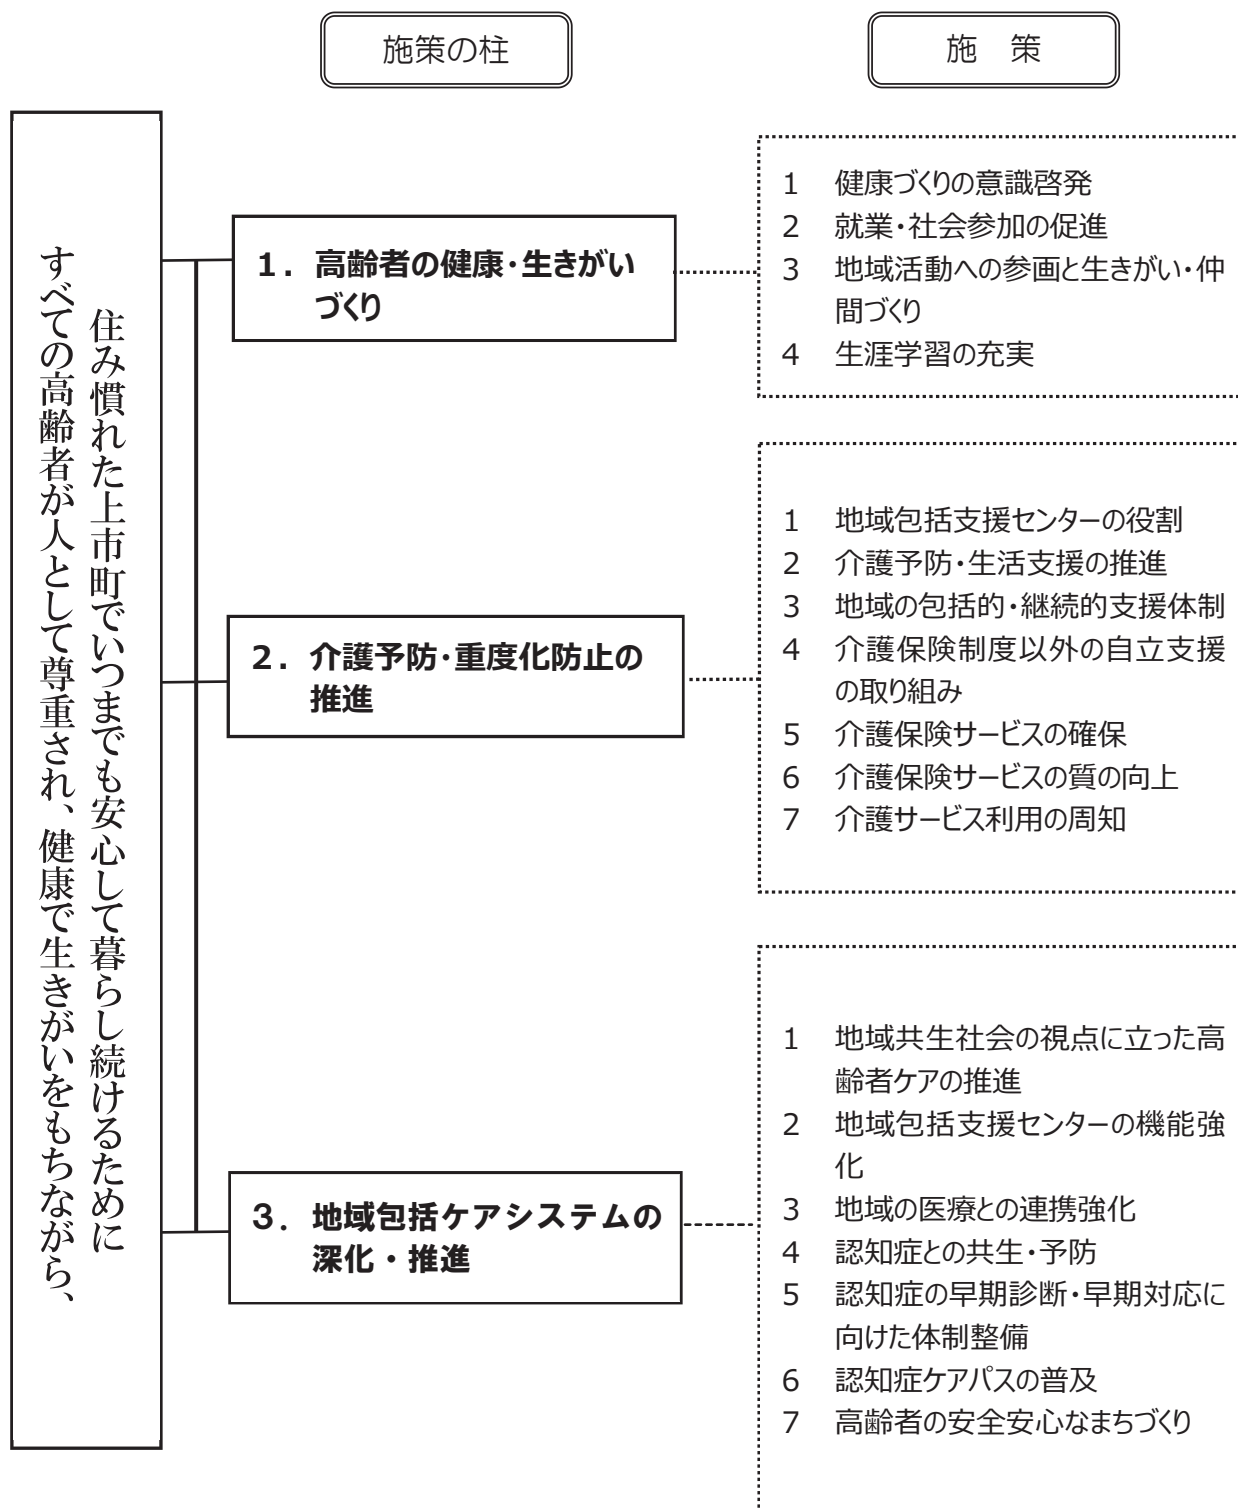 施策の柱
施　策
住み慣れた上市町でいつまでも安心して暮らし続けるために
すべての高齢者が人として尊重され、健康で生きがいをもちながら、
１．高齢者の健康・生きがい
づくり
1　健康づくりの意識啓発
2　就業・社会参加の促進
3　地域活動への参画と生きがい・仲
間づくり
4　生涯学習の充実
２．介護予防・重度化防止の
推進
1　地域包括支援センターの役割
2　介護予防・生活支援の推進
3　地域の包括的・継続的支援体制
4　介護保険制度以外の自立支援
の取り組み
5　介護保険サービスの確保
6　介護保険サービスの質の向上
7　介護サービス利用の周知
３．地域包括ケアシステムの
深化・推進
1　地域共生社会の視点に立った高
齢者ケアの推進
2　地域包括支援センターの機能強
化
3　地域の医療との連携強化
4　認知症との共生・予防
5　認知症の早期診断・早期対応に
向けた体制整備
6　認知症ケアパスの普及
7　高齢者の安全安心なまちづくり